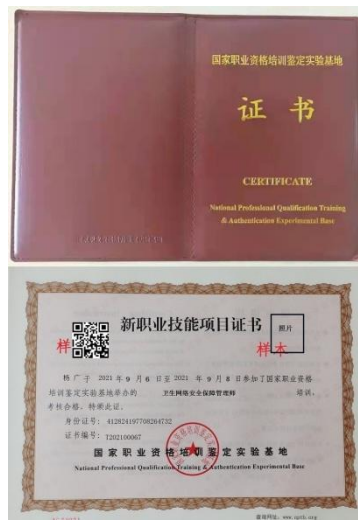 国家职业资格培训鉴定实验基地
证 书
CERTIFICATE
National Professional Qualification Training
& Authentication Experimental Base
新职业技能项目证书
照片
样
样本
杨 广 于 2021 年 9 月 6 日至 2021 年 9 月 8 日参加了国家职业资格
培训鉴定实验基地举办的 卫生网络安全保障管理师 培训,
考核合格。特颁此证。
身份证号: 412824197708264732
证书编号: T202100067
国家职业资格培训鉴定实验基地
National Professional Qualification Training & Authentication Experimental Base